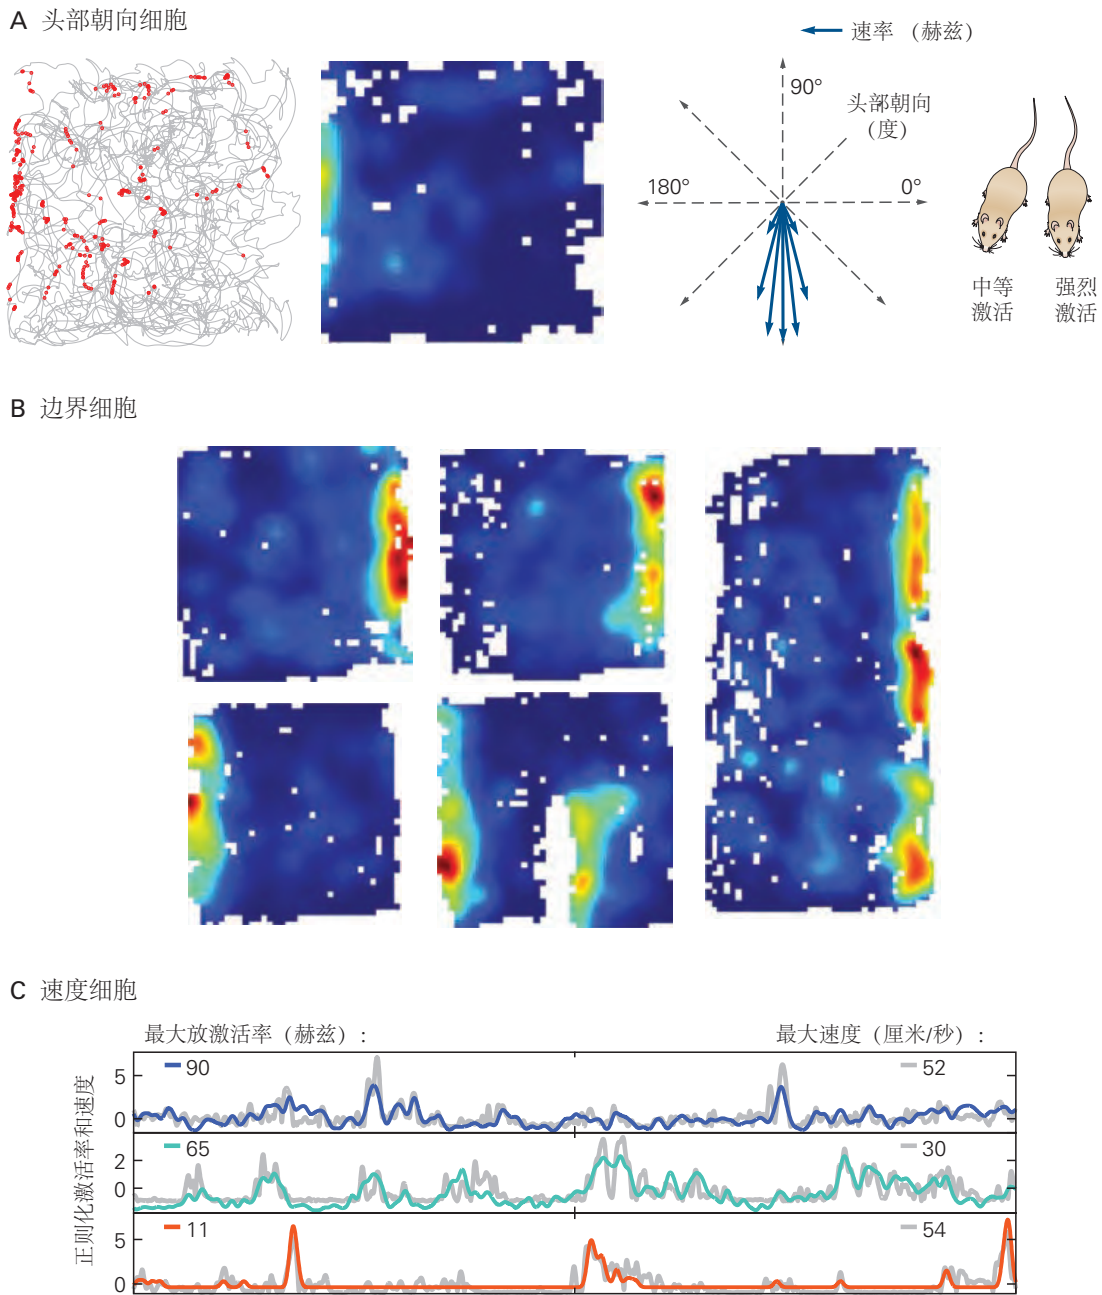 A 头部朝向细胞
速率 （赫兹）
90°
头部朝向
（度）
180°
0°
中等
激活
强烈
激活
B 边界细胞
C 速度细胞
最大放激活率（赫兹）:
最大速度（厘米/秒）:
正则化激活率和速度
5
0
90
52
2
0
65
30
5
0
11
54